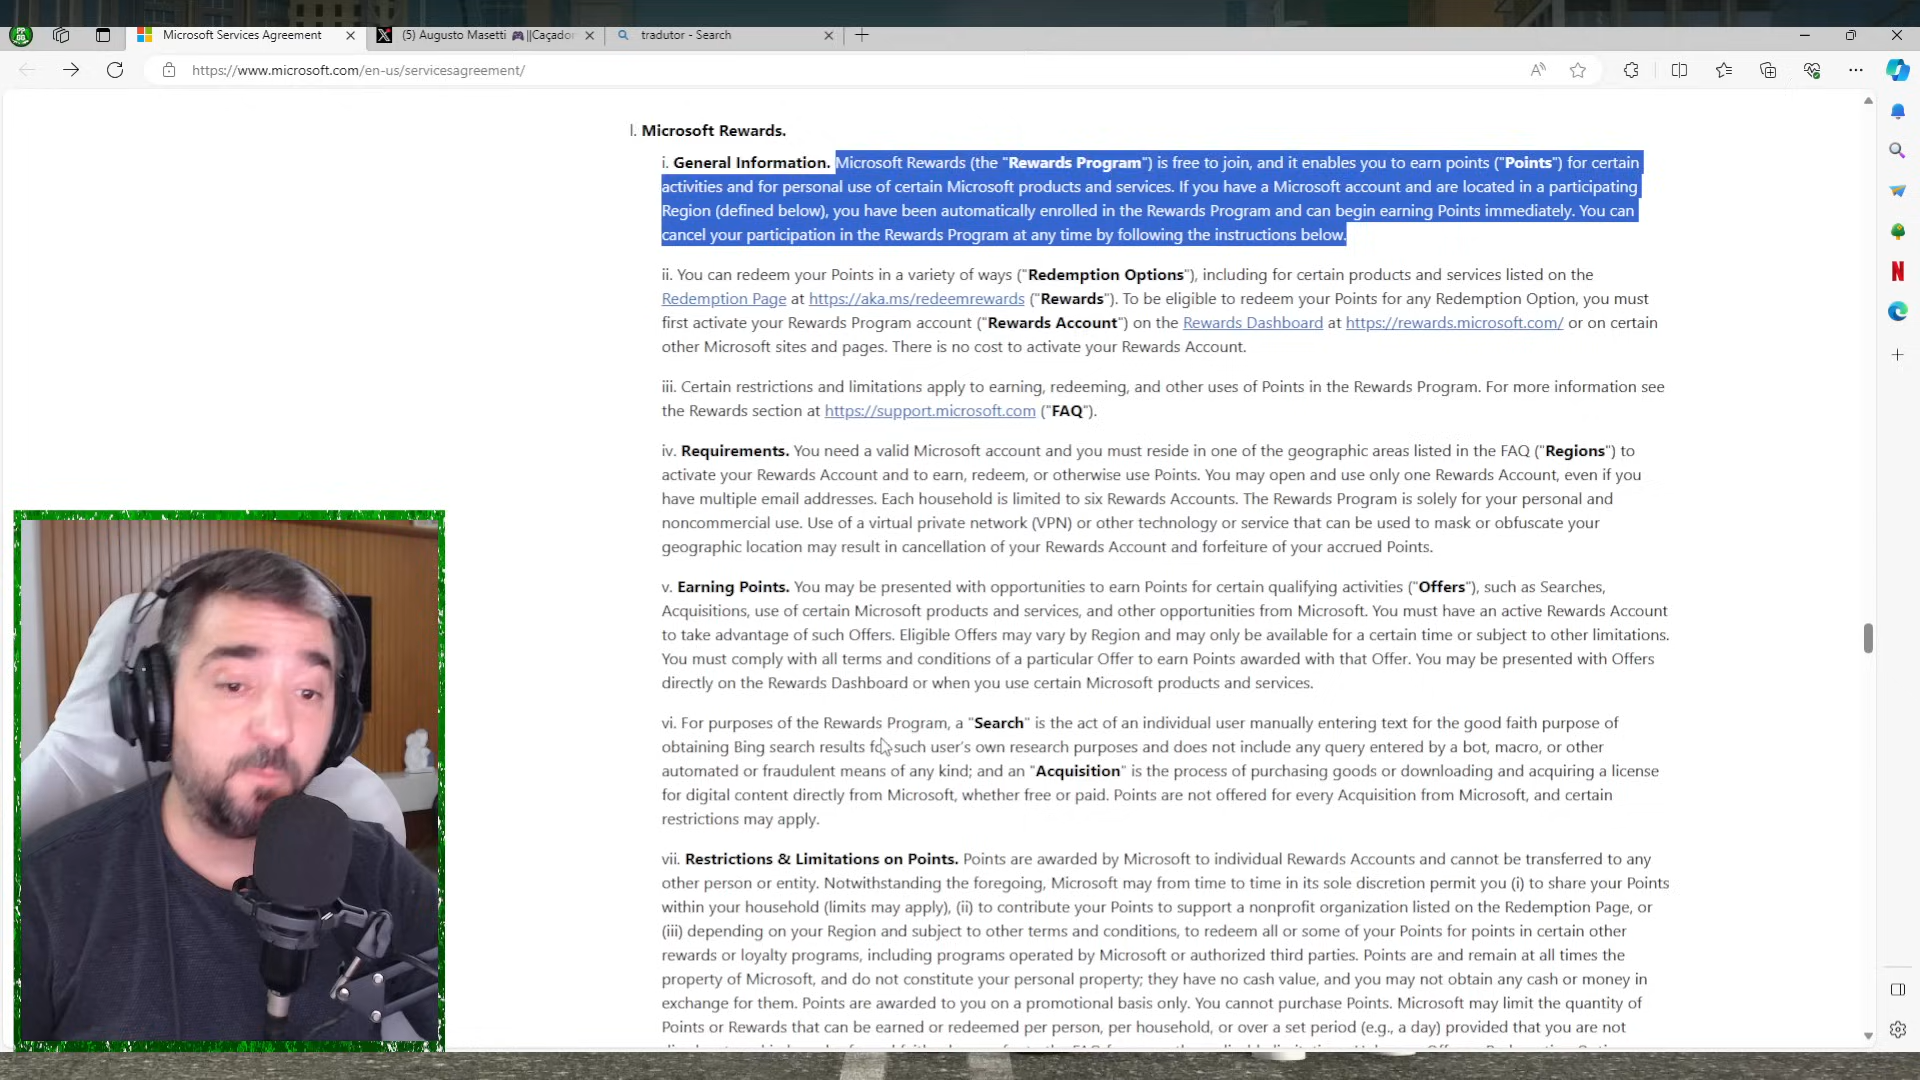 Microsoft Services Agreement
(5) Augusto Masetti 🎮||Caçador
tradutor - Search
https://www.microsoft.com/en-us/servicesagreement/
l. Microsoft Rewards.
i. General Information. Microsoft Rewards (the "Rewards Program") is free to join, and it enables you to earn points ("Points") for certain
activities and for personal use of certain Microsoft products and services. If you have a Microsoft account and are located in a participating
Region (defined below), you have been automatically enrolled in the Rewards Program and can begin earning Points immediately. You can
cancel your participation in the Rewards Program at any time by following the instructions below.
ii. You can redeem your Points in a variety of ways ("Redemption Options"), including for certain products and services listed on the
Redemption Page at https://aka.ms/redeemrewards ("Rewards"). To be eligible to redeem your Points for any Redemption Option, you must
first activate your Rewards Program account ("Rewards Account") on the Rewards Dashboard at https://rewards.microsoft.com/ or on certain
other Microsoft sites and pages. There is no cost to activate your Rewards Account.
iii. Certain restrictions and limitations apply to earning, redeeming, and other uses of Points in the Rewards Program. For more information see
the Rewards section at https://support.microsoft.com ("FAQ").
iv. Requirements. You need a valid Microsoft account and you must reside in one of the geographic areas listed in the FAQ ("Regions") to
activate your Rewards Account and to earn, redeem, or otherwise use Points. You may open and use only one Rewards Account, even if you
have multiple email addresses. Each household is limited to six Rewards Accounts. The Rewards Program is solely for your personal and
noncommercial use. Use of a virtual private network (VPN) or other technology or service that can be used to mask or obfuscate your
geographic location may result in cancellation of your Rewards Account and forfeiture of your accrued Points.
v. Earning Points. You may be presented with opportunities to earn Points for certain qualifying activities ("Offers"), such as Searches,
Acquisitions, use of certain Microsoft products and services, and other opportunities from Microsoft. You must have an active Rewards Account
to take advantage of such Offers. Eligible Offers may vary by Region and may only be available for a certain time or subject to other limitations.
You must comply with all terms and conditions of a particular Offer to earn Points awarded with that Offer. You may be presented with Offers
directly on the Rewards Dashboard or when you use certain Microsoft products and services.
vi. For purposes of the Rewards Program, a "Search" is the act of an individual user manually entering text for the good faith purpose of
obtaining Bing search results for such user's own research purposes and does not include any query entered by a bot, macro, or other
automated or fraudulent means of any kind; and an "Acquisition" is the process of purchasing goods or downloading and acquiring a license
for digital content directly from Microsoft, whether free or paid. Points are not offered for every Acquisition from Microsoft, and certain
restrictions may apply.
vii. Restrictions & Limitations on Points. Points are awarded by Microsoft to individual Rewards Accounts and cannot be transferred to any
other person or entity. Notwithstanding the foregoing, Microsoft may from time to time in its sole discretion permit you (i) to share your Points
within your household (limits may apply), (ii) to contribute your Points to support a nonprofit organization listed on the Redemption Page, or
(iii) depending on your Region and subject to other terms and conditions, to redeem all or some of your Points for points in certain other
rewards or loyalty programs, including programs operated by Microsoft or authorized third parties. Points are and remain at all times the
property of Microsoft, and do not constitute your personal property; they have no cash value, and you may not obtain any cash or money in
exchange for them. Points are awarded to you on a promotional basis only. You cannot purchase Points. Microsoft may limit the quantity of
Points or Rewards that can be earned or redeemed per person, per household, or over a set period (e.g., a day) provided that you are not